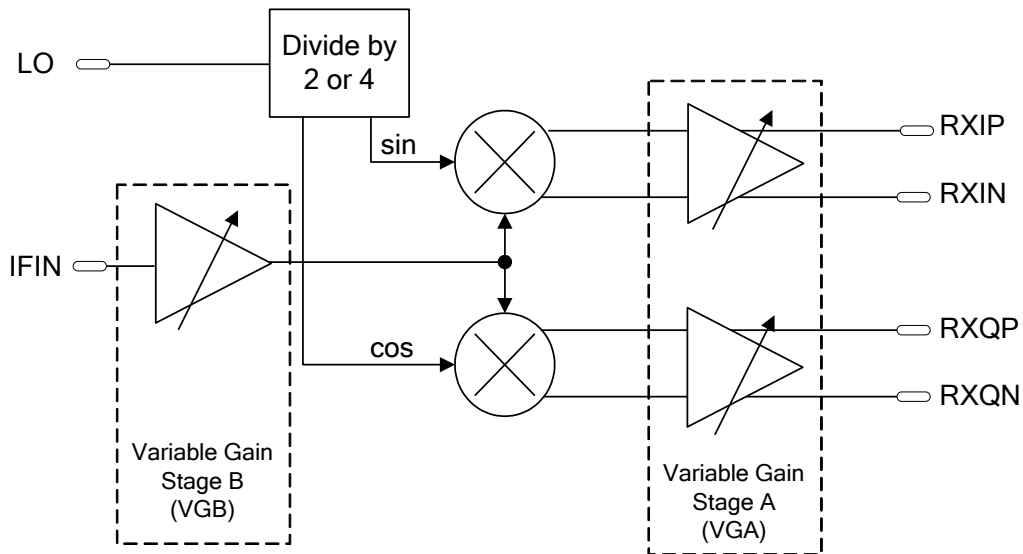 LO
Divide by
2 or 4
sin
RXIP
RXIN
IFIN
cos
RXQP
RXQN
Variable Gain
Stage B
(VGB)
Variable Gain
Stage A
(VGA)